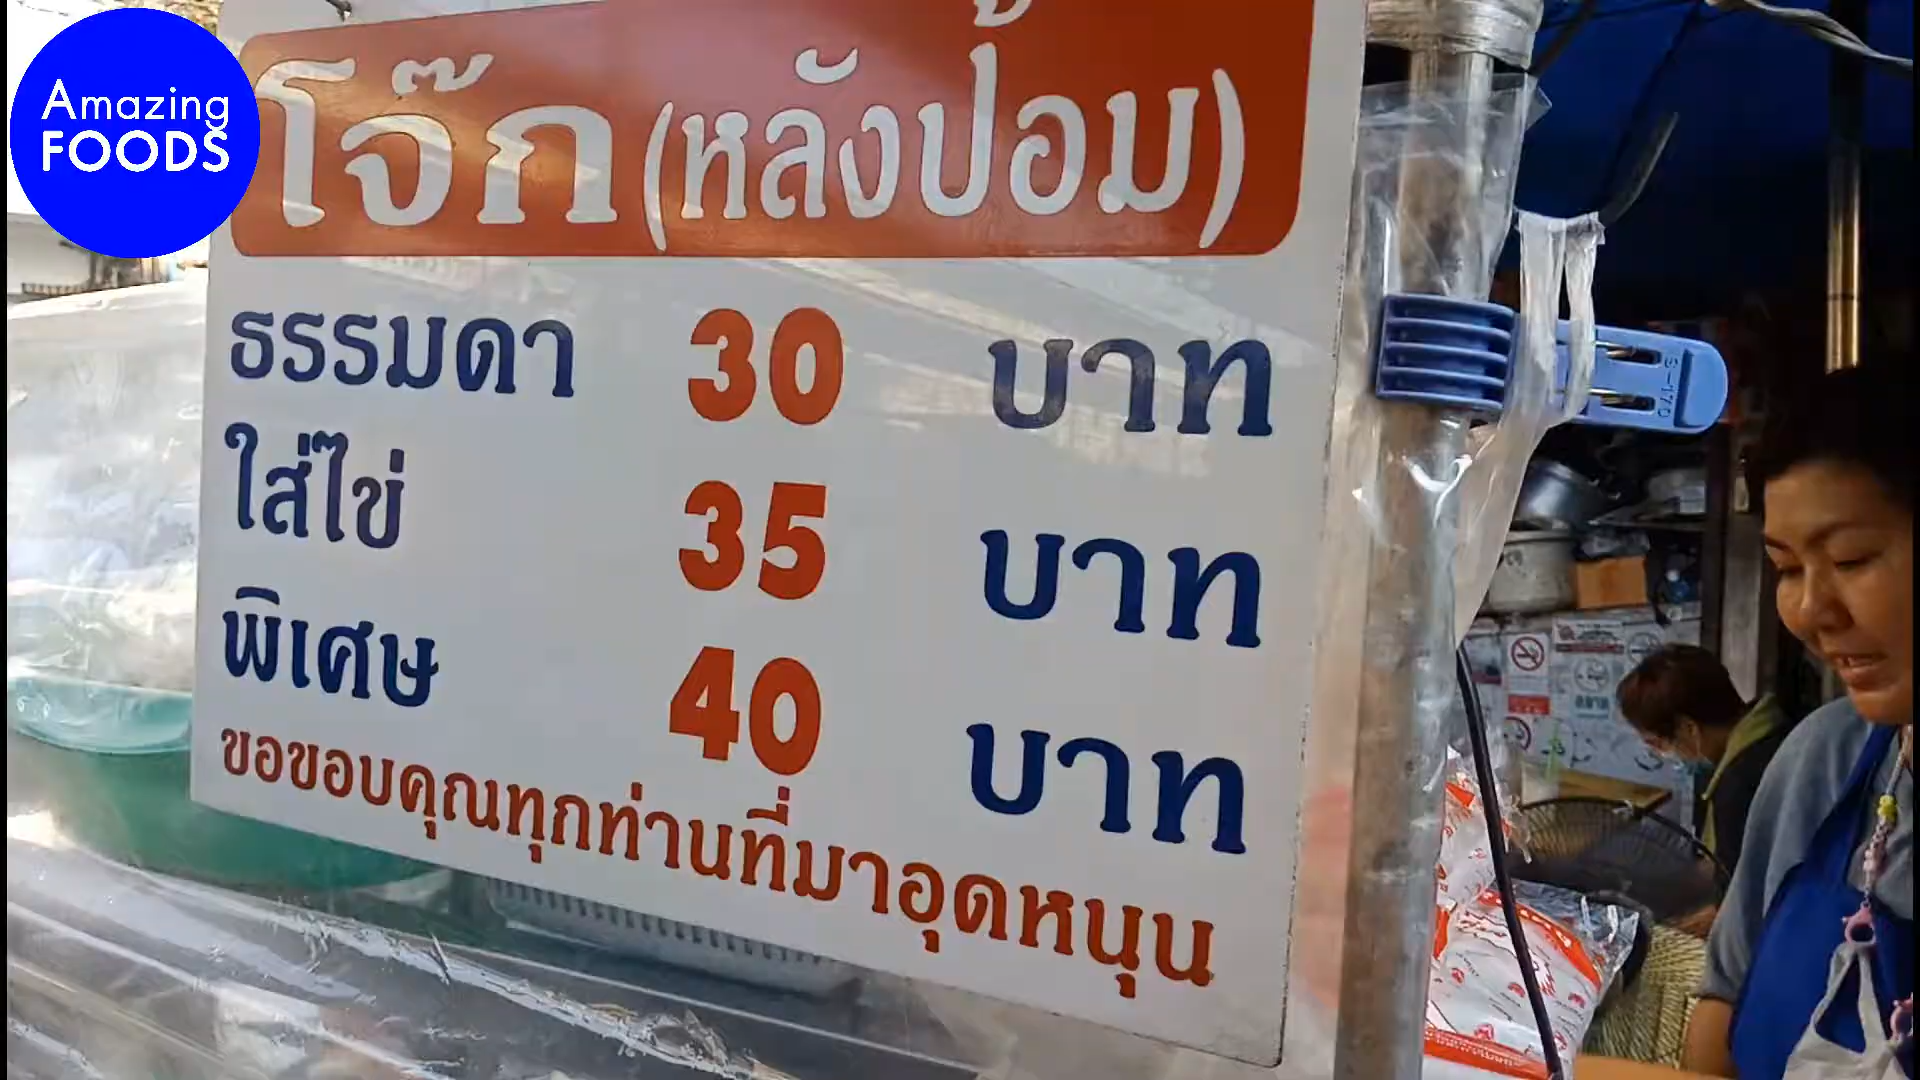 Amazing
FOODS
โจ๊ก (หลังป้อม)
ธรรมดา 30 บาท
ใส่ไข่ 35 บาท
พิเศษ 40 บาท
ขอขอบคุณทุกท่านที่มาอุดหนุน
S-170